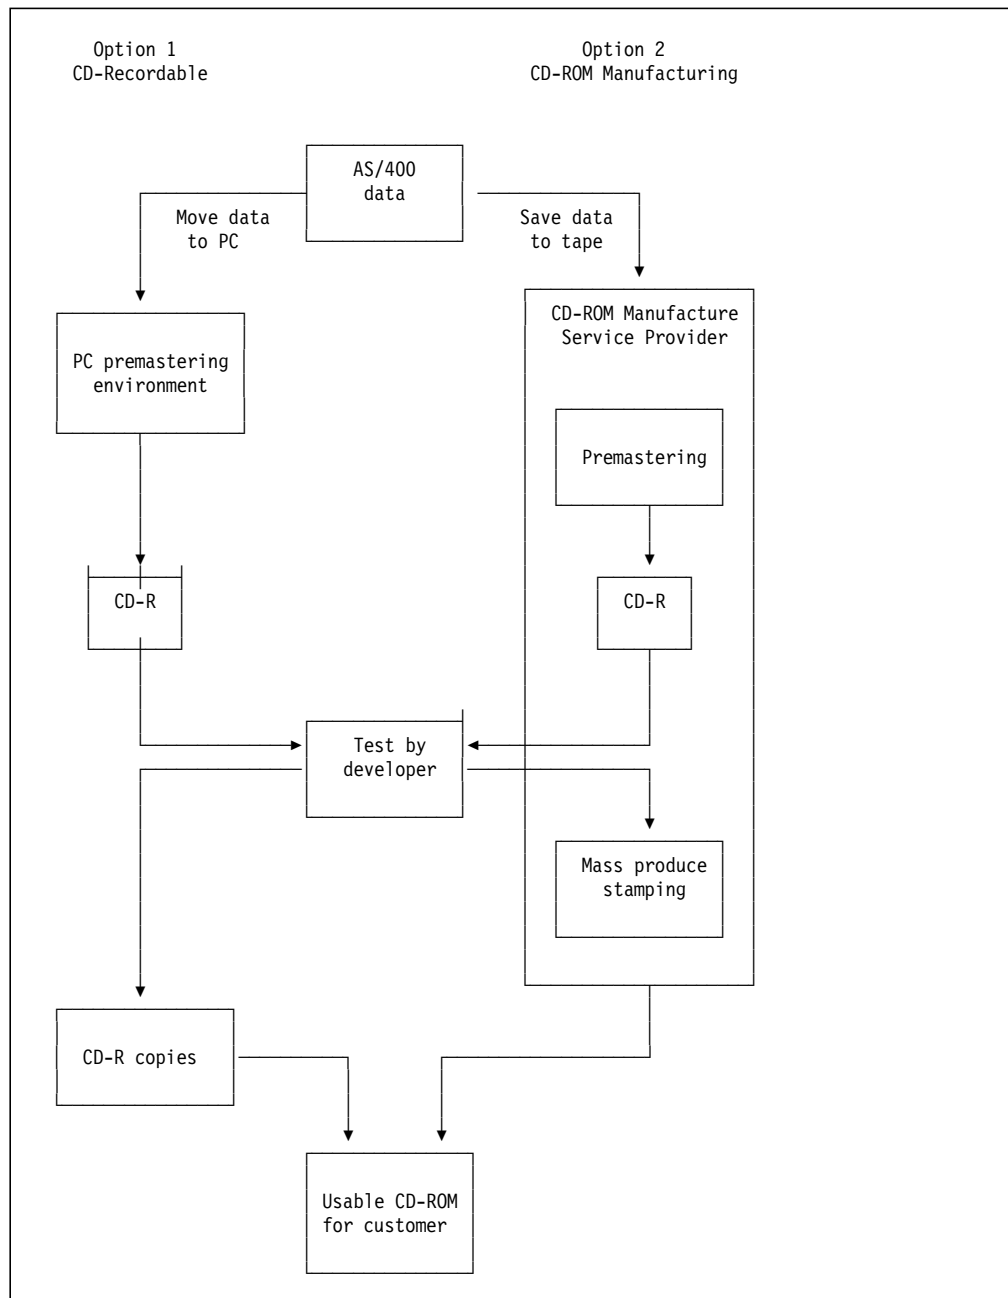 Option 1
CD-Recordable
Option 2
CD-ROM Manufacturing
AS/400
data
Move data
to PC
Save data
to tape
PC premastering
environment
CD-ROM Manufacture
Service Provider
Premastering
CD-R
CD-R
Test by
developer
Mass produce
stamping
CD-R copies
Usable CD-ROM
for customer